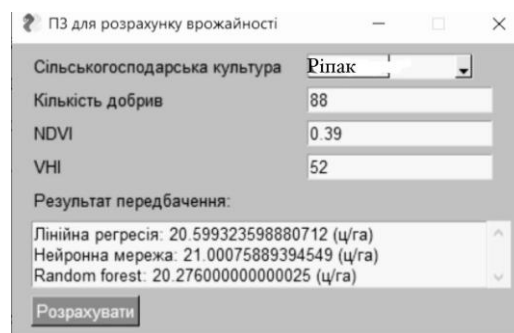 ПЗ для розрахунку врожайності
Сільськогосподарська культура Ріпак
Кількість добрив 88
NDVI 0.39
VHI 52
Результат передбачення:
Лінійна регресія: 20.599323598880712 (ц/га)
Нейронна мережа: 21.00075889394549 (ц/га)
Random forest: 20.276000000000025 (ц/га)
Розрахувати